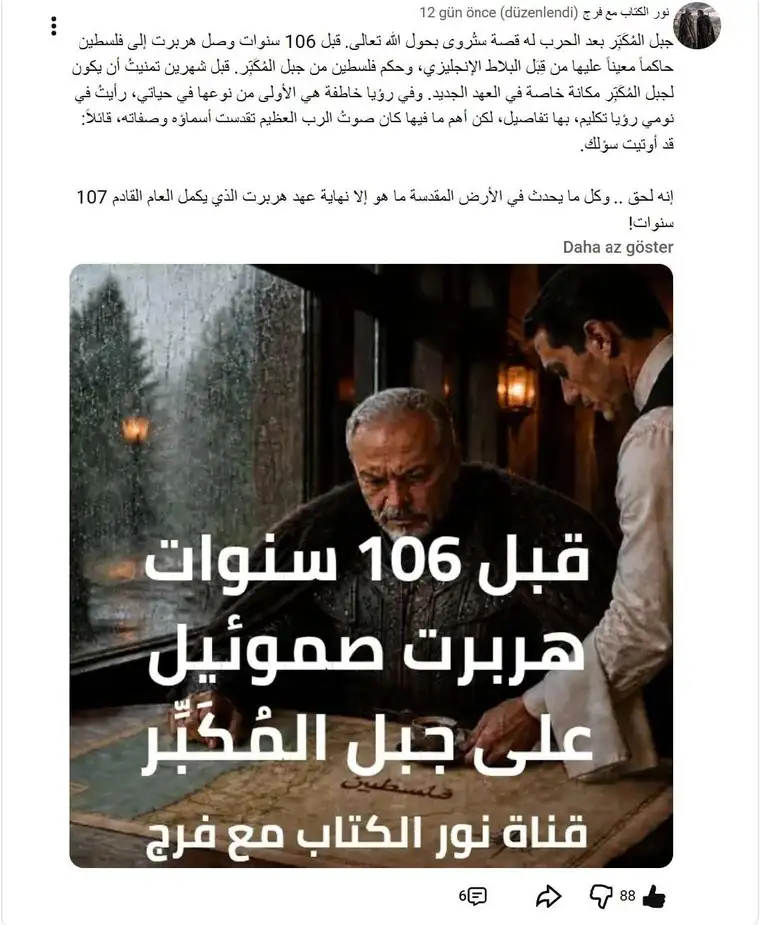 نور الكتاب مع فرج 12 gün önce (düzenlendi)
جبل المُكبِّر بعد الحرب له قصة ستُروى بحول الله تعالى. قبل 106 سنوات وصل هربرت إلى فلسطين
حاكماً معيناً عليها من قِبَل البلاط الإنجليزي، وحكم فلسطين من جبل المُكَبِّر. قبل شهرين تمنيتُ أن يكون
لجبل المُكَبِّر مكانة خاصة في العهد الجديد. وفي رؤيا خاطفة هي الأولى من نوعها في حياتي، رأيتُ في
نومي رؤيا تكليم، بها تفاصيل، لكن أهم ما فيها كان صوتُ الرب العظيم تقدست أسماؤه وصفاته، قائلاً:
قد أوتيت سؤلك.
إنه لحق .. وكل ما يحدث في الأرض المقدسة ما هو إلا نهاية عهد هربرت الذي يكمل العام القادم 107
سنوات!
Daha az göster
قبل 106 سنوات
هربرت صموئيل
على جبل المُكَبِّر
فلسطين
قناة نور الكتاب مع فرج
88
6